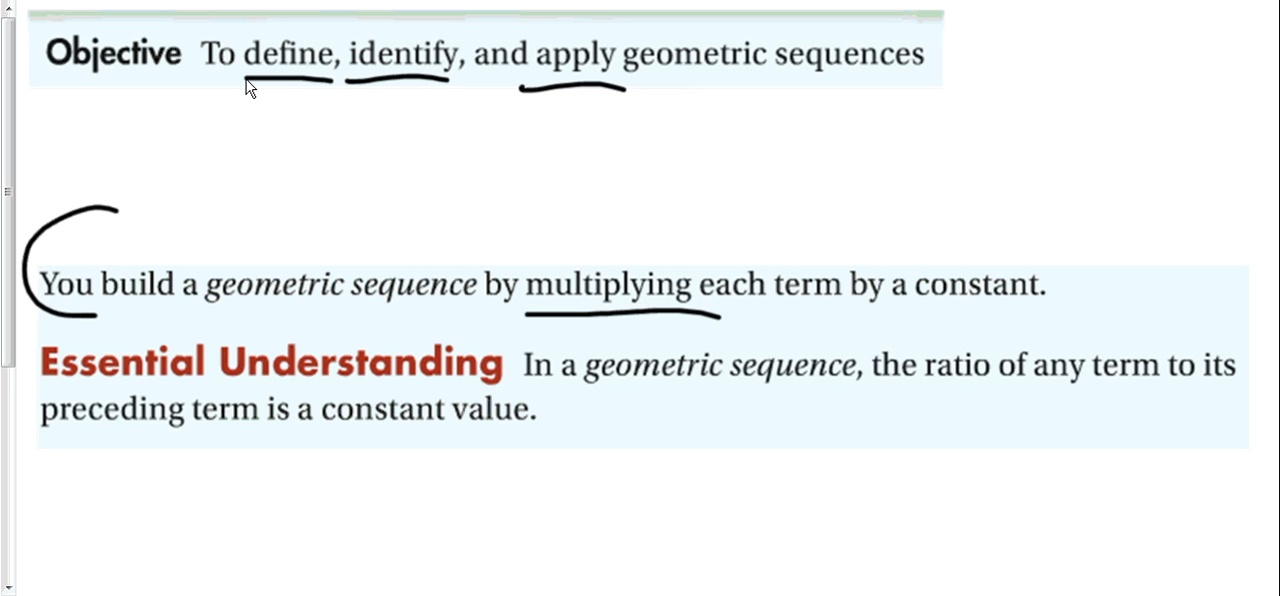 Objective To define, identify, and apply geometric sequences
You build a geometric sequence by multiplying each term by a constant.
Essential Understanding In a geometric sequence, the ratio of any term to its
preceding term is a constant value.